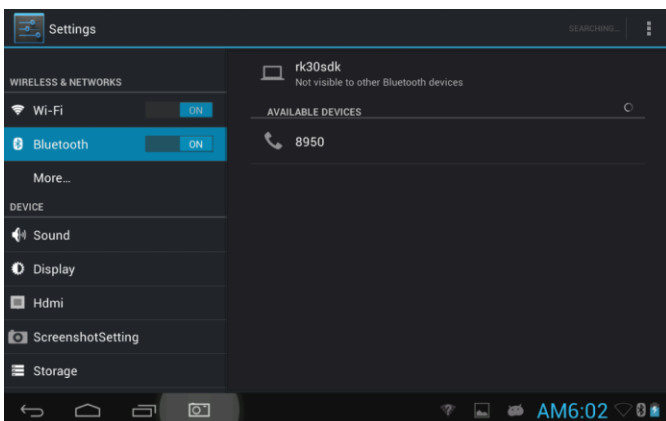 Settings
SEARCHING...
WIRELESS & NETWORKS
Wi-Fi ON
Bluetooth ON
More...
DEVICE
Sound
Display
Hdmi
ScreenshotSetting
Storage
rk30sdk
Not visible to other Bluetooth devices
AVAILABLE DEVICES
8950
AM6:02